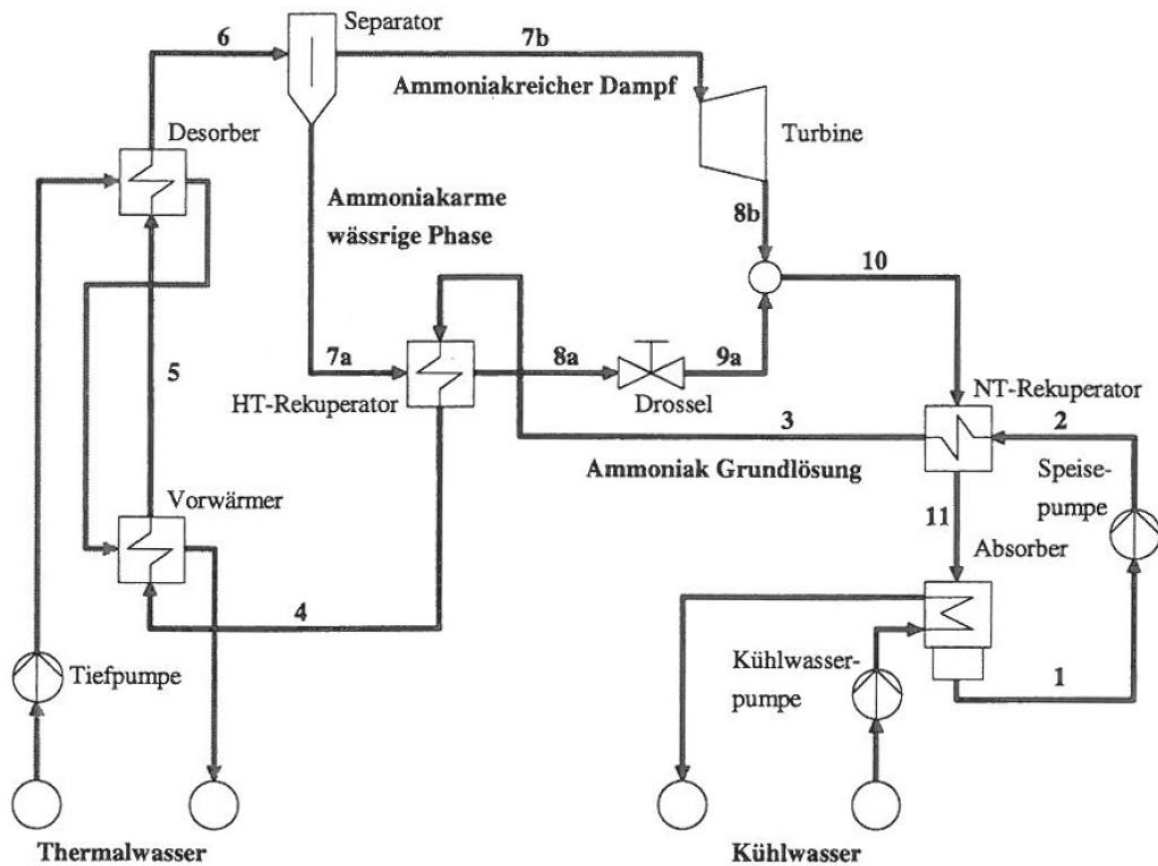 Separator
6
7b
Ammoniakreicher Dampf
Desorber
Turbine
Ammoniakarme
wässrige Phase
8b
10
5
7a
8a
9a
HT-Rekuperator
Drossel
NT-Rekuperator
3
2
Ammoniak Grundlösung
Speise-
pumpe
Vorwärmer
11
Absorber
4
Tiefpumpe
Kühlwasser-
pumpe
1
Thermalwasser
Kühlwasser